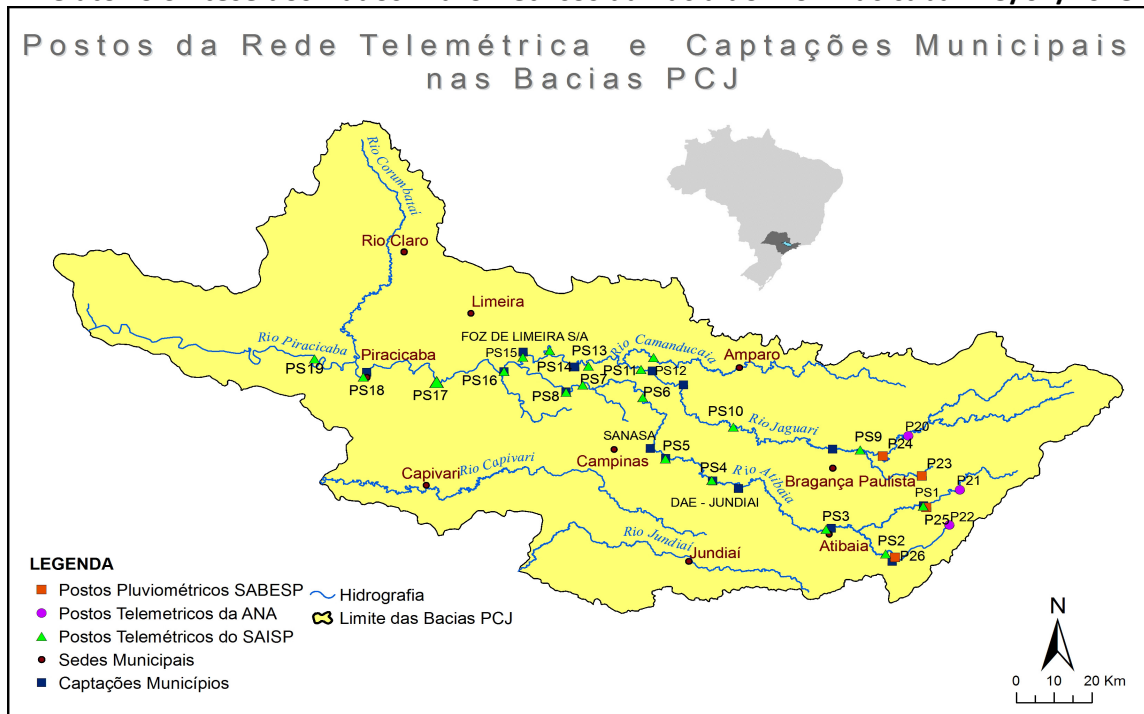 Postos da Rede Telemétrica e Captações Municipais
nas Bacias PCJ
Rio Corumbataí
Rio Claro
Limeira
FOZ DE LIMEIRA S/A
Rio Piracicaba
Piracicaba
PS19
PS18
PS17
PS16
PS15
PS14
PS13
Rio Camanducaia
Amparo
PS11
PS12
PS7
PS8
PS6
PS10
Rio Jaguari
PS9
P20
P24
P23
SANASA
Campinas
PS5
PS4
Rio Atibaia
Bragança Paulista
DAE - JUNDIAI
Capivari
Rio Capivari
PS1
P21
P25
P22
PS3
Atibaia
PS2
P26
Rio Jundiaí
Jundiaí
LEGENDA
Postos Pluviométricos SABESP
Postos Telemetricos da ANA
Postos Telemétricos do SAISP
Sedes Municipais
Captações Municípios
Hidrografia
Limite das Bacias PCJ
N
0 10 20 Km